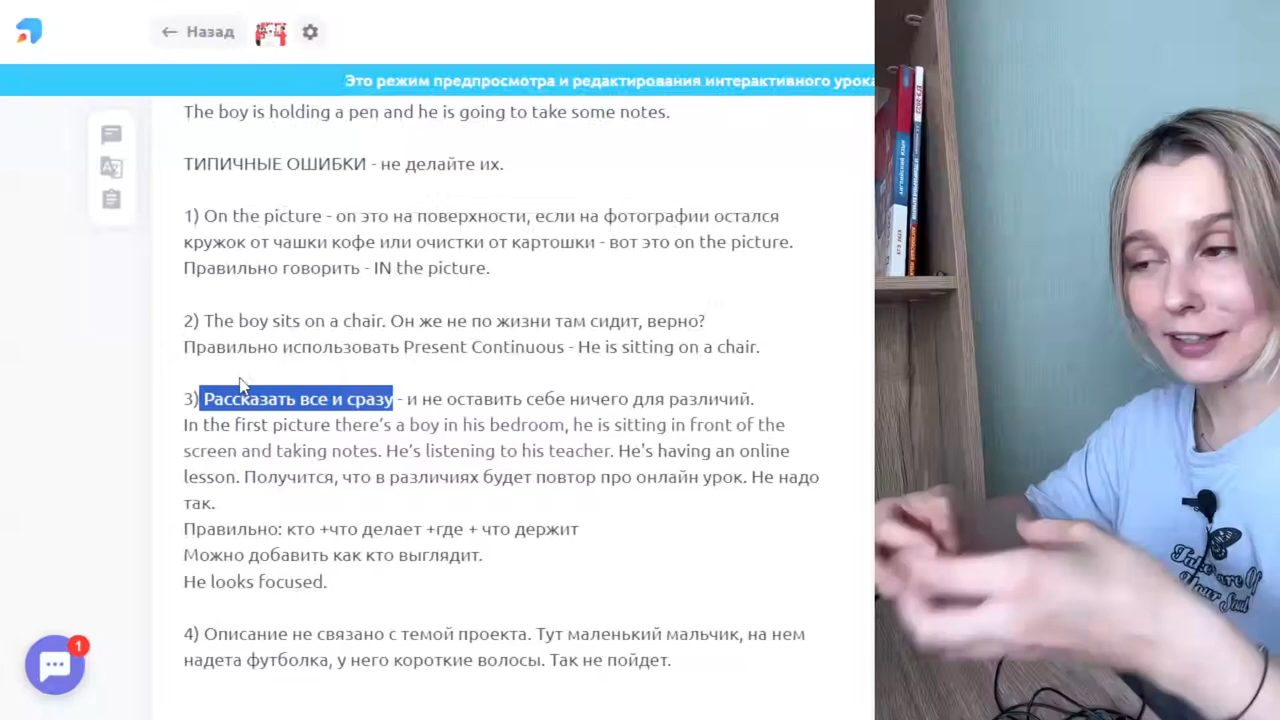 ← Назад
Это режим предпросмотра и редактирования интерактивного урока
The boy is holding a pen and he is going to take some notes.
ТИПИЧНЫЕ ОШИБКИ - не делайте их.
1) On the picture - on это на поверхности, если на фотографии остался
кружок от чашки кофе или очистки от картошки - вот это on the picture.
Правильно говорить - IN the picture.
2) The boy sits on a chair. Он же не по жизни там сидит, верно?
Правильно использовать Present Continuous - He is sitting on a chair.
3) Рассказать все и сразу - и не оставить себе ничего для различий.
In the first picture there's a boy in his bedroom, he is sitting in front of the
screen and taking notes. He's listening to his teacher. He's having an online
lesson. Получится, что в различиях будет повтор про онлайн урок. Не надо
так.
Правильно: кто +что делает +где + что держит
Можно добавить как кто выглядит.
He looks focused.
4) Описание не связано с темой проекта. Тут маленький мальчик, на нем
надета футболка, у него короткие волосы. Так не пойдет.
1
Take care Of
Your Soul